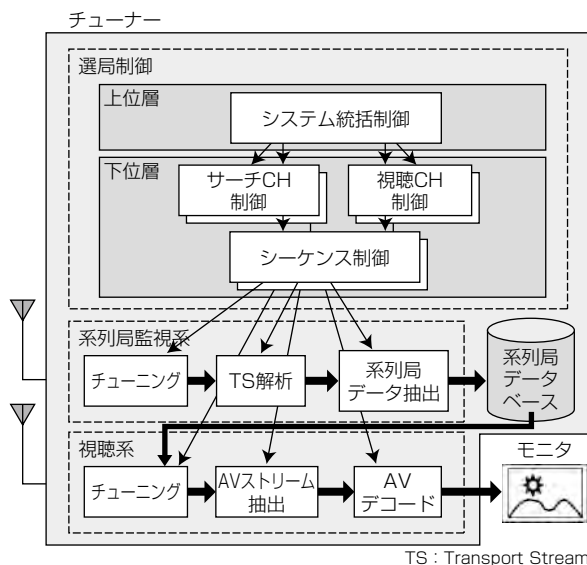 チューナー
選局制御
上位層
システム統括制御
下位層
サーチCH
制御
視聴CH
制御
シーケンス制御
系列局監視系
チューニング
TS解析
系列局
データ抽出
系列局
データ
ベース
視聴系
チューニング
AVストリーム
抽出
AV
デコード
モニタ
TS：Transport Stream